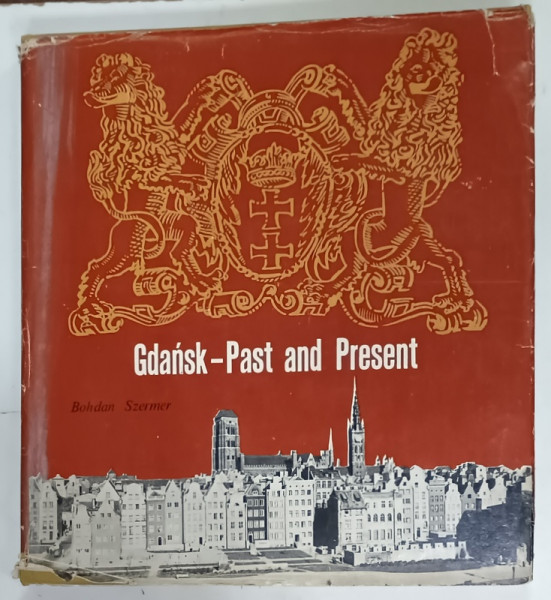 Gdańsk–Past and Present
Bohdan Szermer